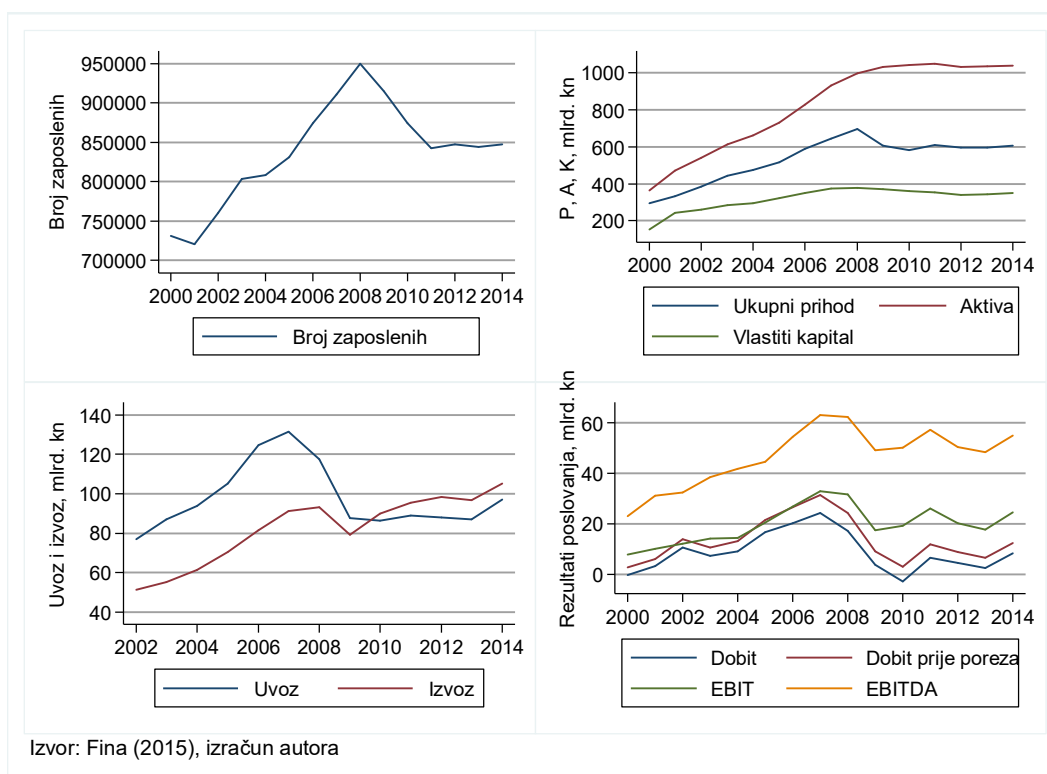 Broj zaposlenih
950000
900000
850000
800000
750000
700000
2000 2002 2004 2006 2008 2010 2012 2014
Broj zaposlenih
P, A, K, mlrd. kn
1000
800
600
400
200
2000 2002 2004 2006 2008 2010 2012 2014
Ukupni prihod Aktiva
Vlastiti kapital
Uvoz i izvoz, mlrd. kn
140
120
100
80
60
40
2002 2004 2006 2008 2010 2012 2014
Uvoz Izvoz
Rezultati poslovanja, mlrd. kn
60
40
20
0
2000 2002 2004 2006 2008 2010 2012 2014
Dobit Dobit prije poreza
EBIT EBITDA
Izvor: Fina (2015), izračun autora